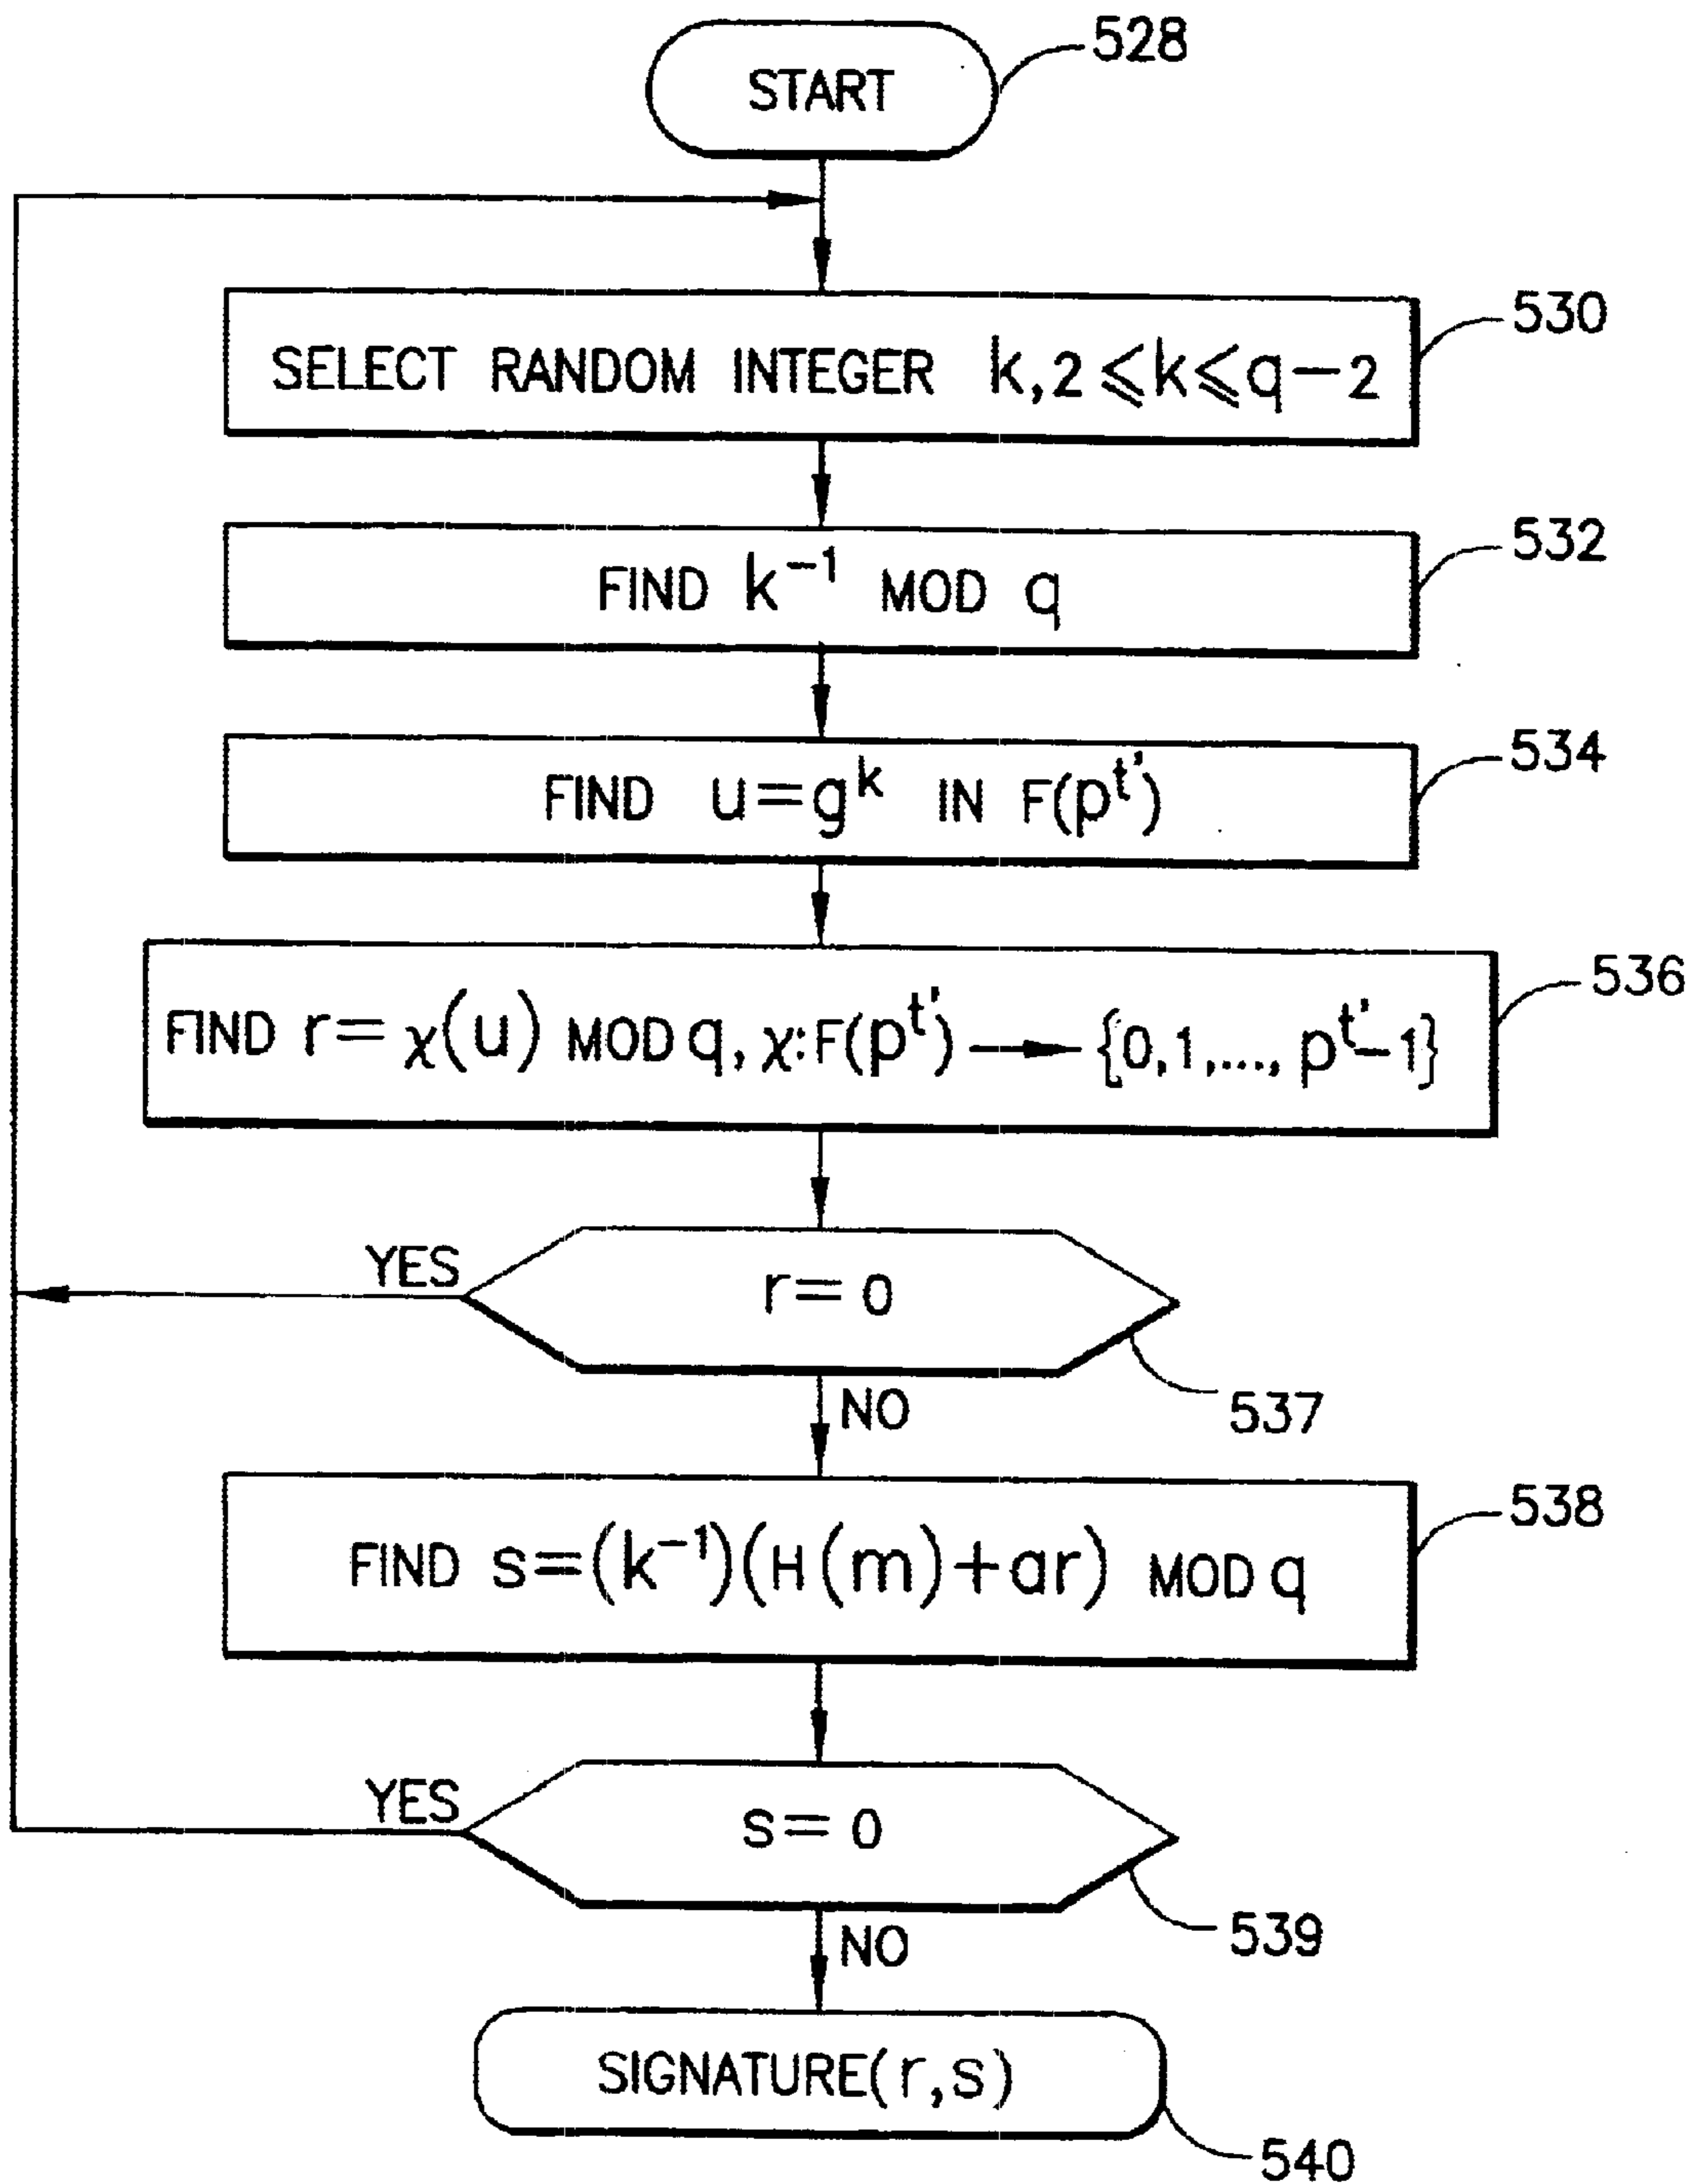 START
528
SELECT RANDOM INTEGER k, 2 ⩽ k ⩽ q − 2
530
FIND k⁻¹ MOD q
532
FIND u = g^k IN F(p^t')
534
FIND r = χ(u) MOD q, χ: F(p^t') → {0,1,..., p^t'−1}
536
YES
r = 0
537
NO
FIND s = (k⁻¹)(H(m) + ar) MOD q
538
YES
s = 0
539
NO
SIGNATURE(r,s)
540